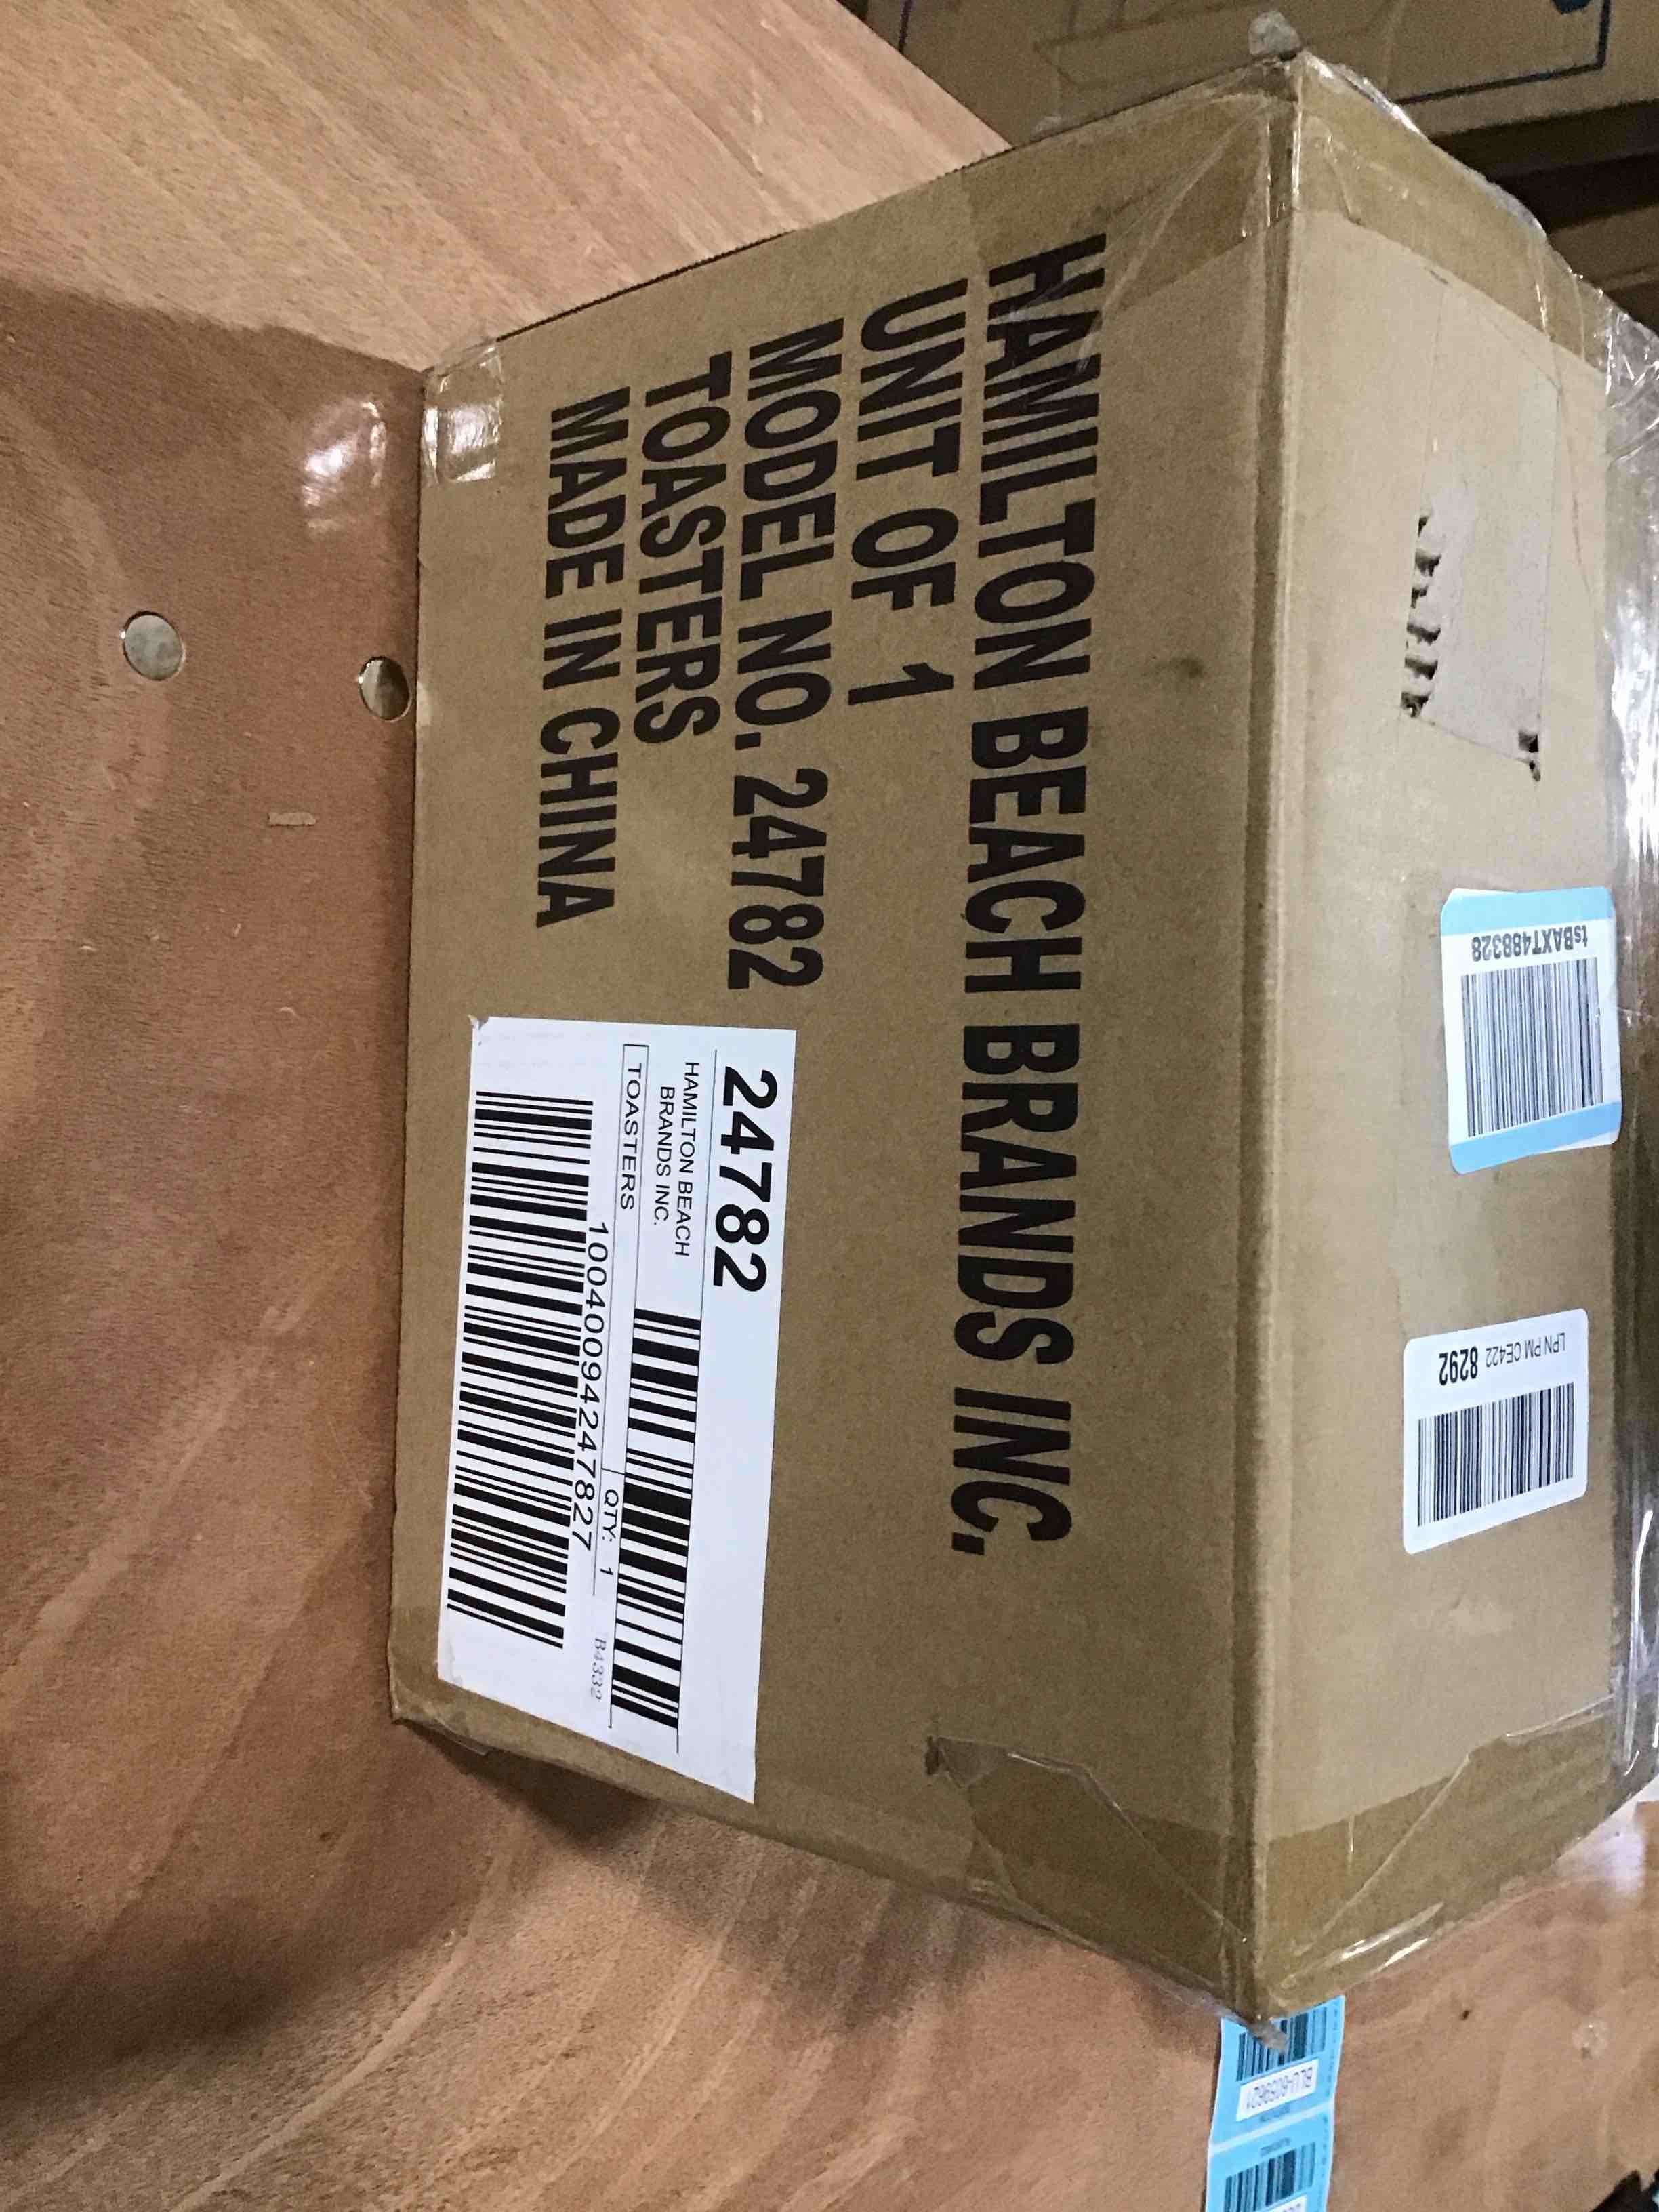 HAMILTON BEACH BRANDS INC.
UNIT OF 1
MODEL NO. 24782
TOASTERS
MADE IN CHINA
24782
HAMILTON BEACH
BRANDS INC.
TOASTERS
QTY: 1
B4332
10040094247827
tsBAXT488328
LPN PM CE422 8292